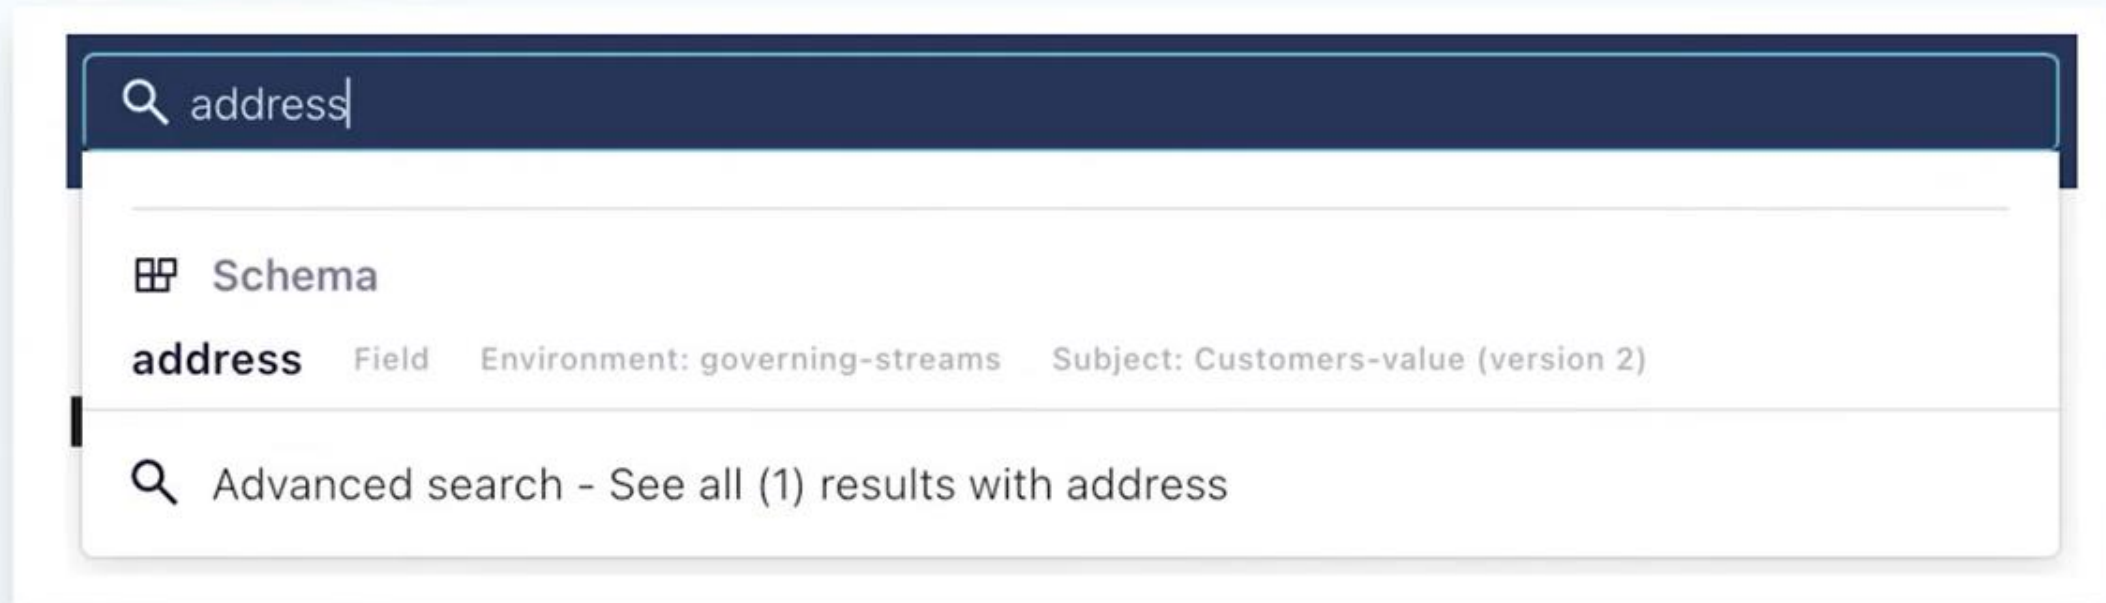 address
Schema
address Field Environment: governing-streams Subject: Customers-value (version 2)
Advanced search - See all (1) results with address